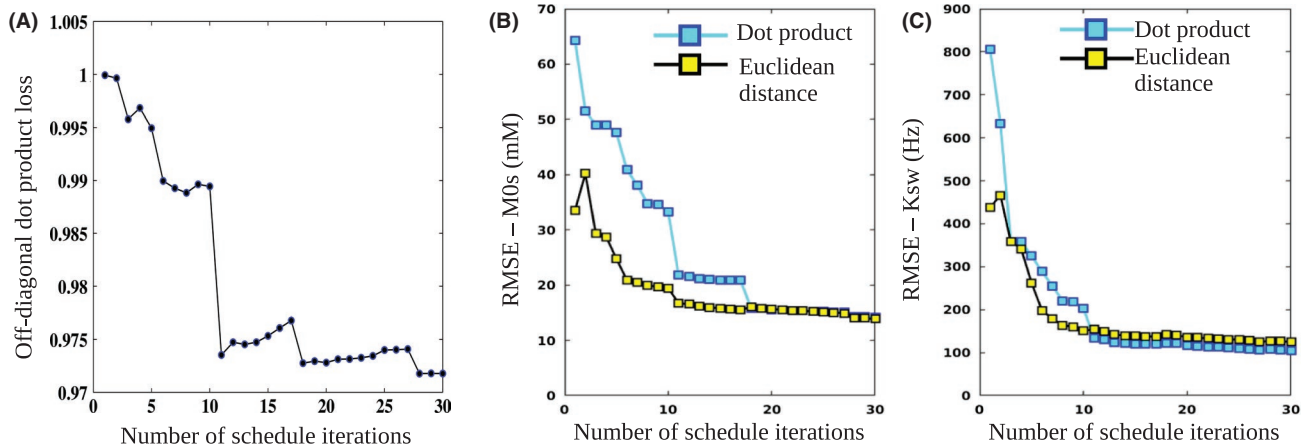 (A)
1.005
1
0.995
0.99
0.985
0.98
0.975
0.97
0
5
10
15
20
25
30
Off-diagonal dot product loss
Number of schedule iterations
(B)
70
60
50
40
30
20
10
0
0
10
20
30
RMSE – M0s (mM)
Number of schedule iterations
Dot product
Euclidean
distance
(C)
900
800
700
600
500
400
300
200
100
0
0
10
20
30
RMSE – Ksw (Hz)
Number of schedule iterations
Dot product
Euclidean
distance